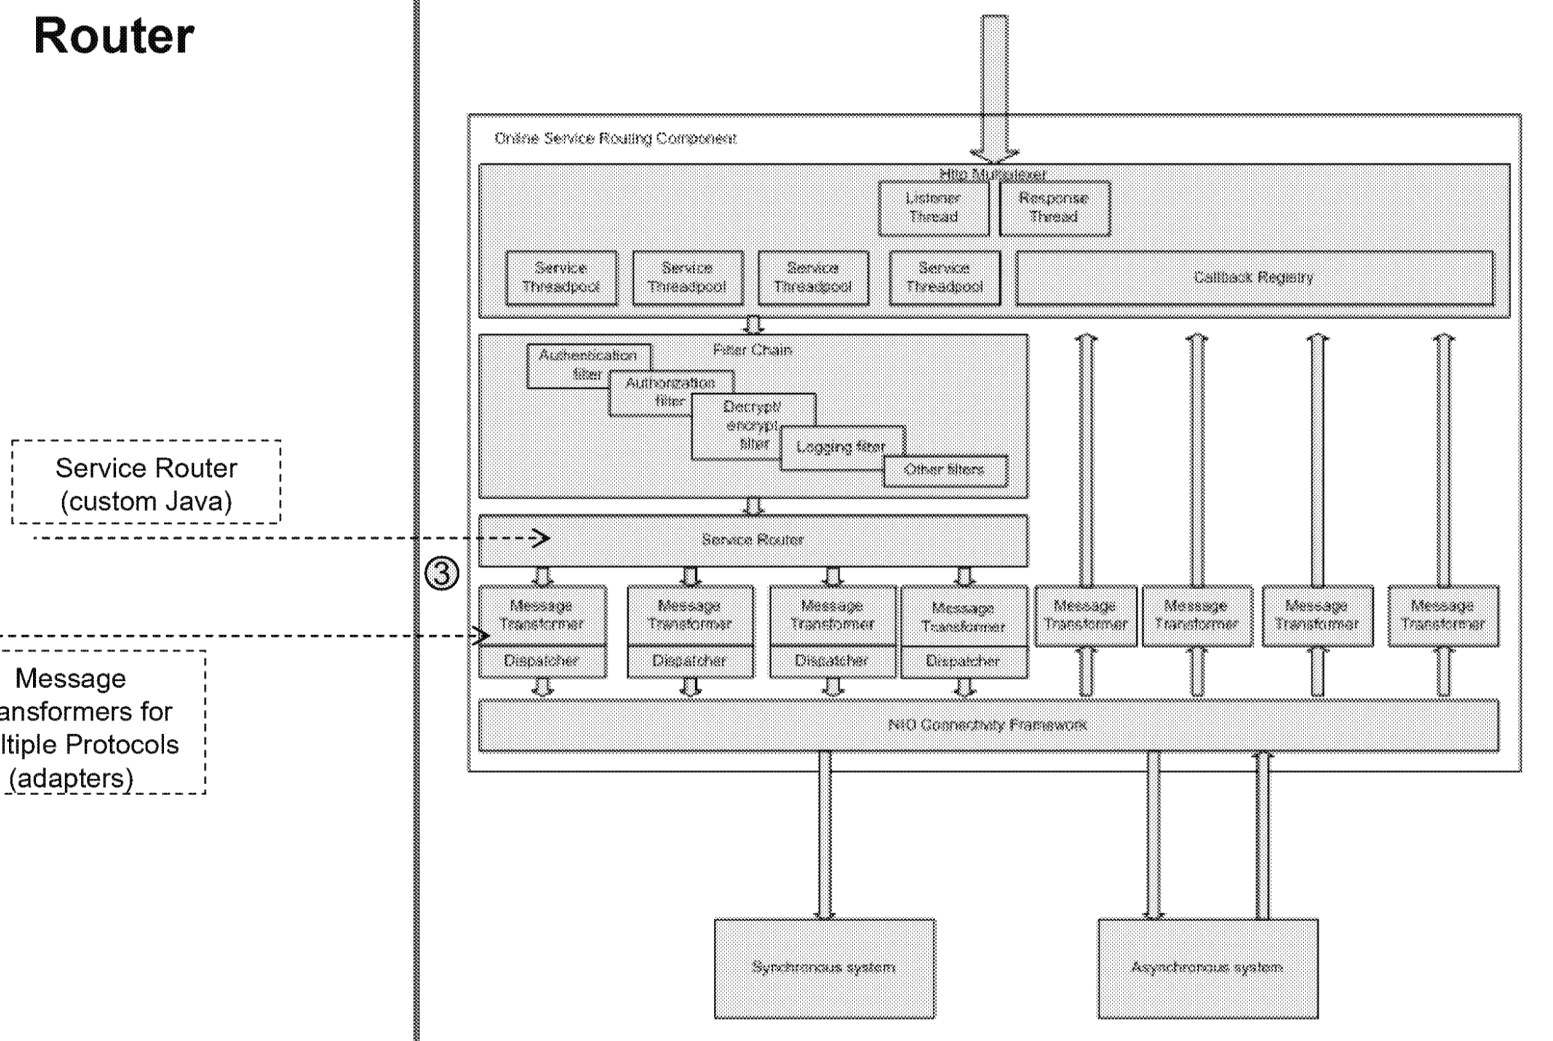 Router
Online Service Routing Component
Http Multiplexer
Listener
Thread
Response
Thread
Service
Threadpool
Service
Threadpool
Service
Threadpool
Service
Threadpool
Callback Registry
Filter Chain
Authentication
filter
Authorization
filter
Decrypt/
encrypt
filter
Logging filter
Other filters
Service Router
(custom Java)
Service Router
3
Message
Transformer
Dispatcher
Message
Transformer
Dispatcher
Message
Transformer
Dispatcher
Message
Transformer
Dispatcher
Message
Transformer
Message
Transformer
Message
Transformer
Message
Transformer
Message
ansformers for
ltiple Protocols
(adapters)
NIO Connectivity Framework
Synchronous system
Asynchronous system